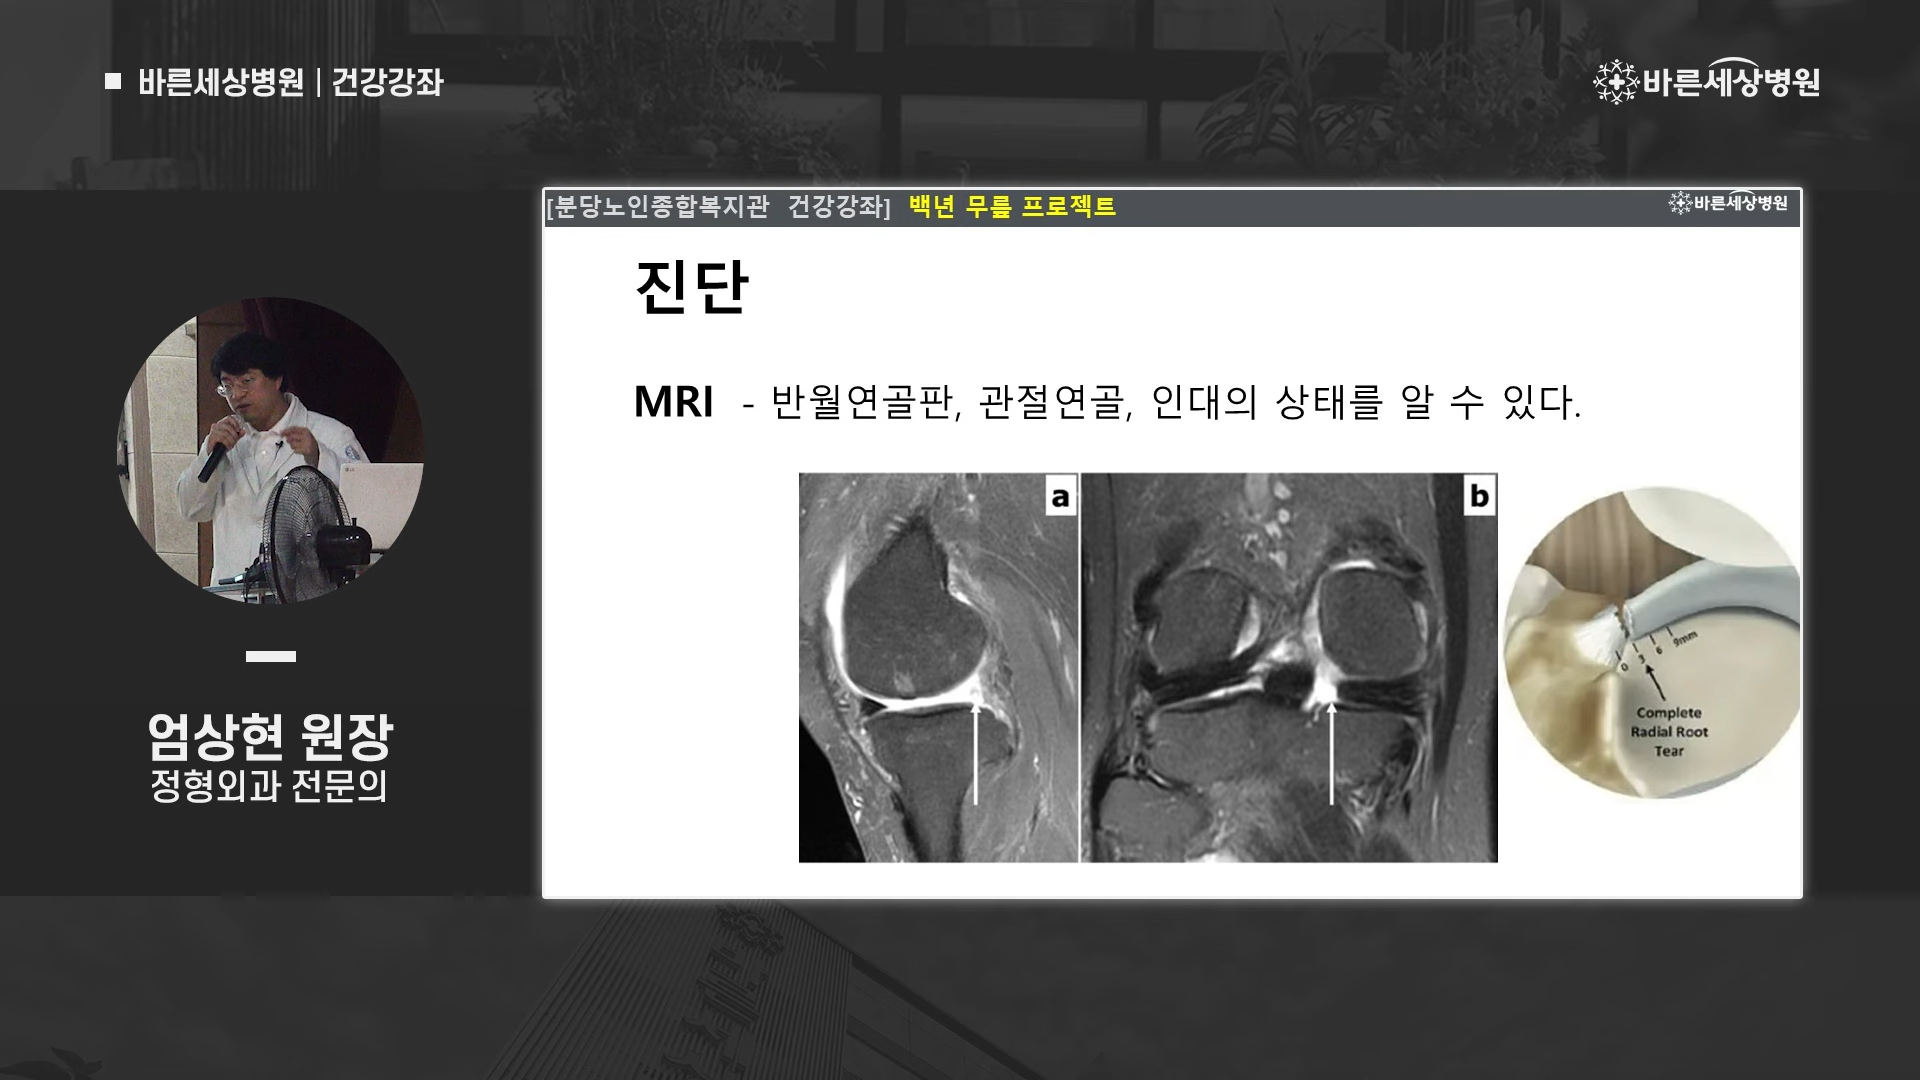 바른세상병원 | 건강강좌
바른세상병원
[분당노인종합복지관 건강강좌] 백년 무릎 프로젝트
바른세상병원
진단
MRI - 반월연골판, 관절연골, 인대의 상태를 알 수 있다.
a
b
0 3 6 9mm
Complete
Radial Root
Tear
엄상현 원장
정형외과 전문의